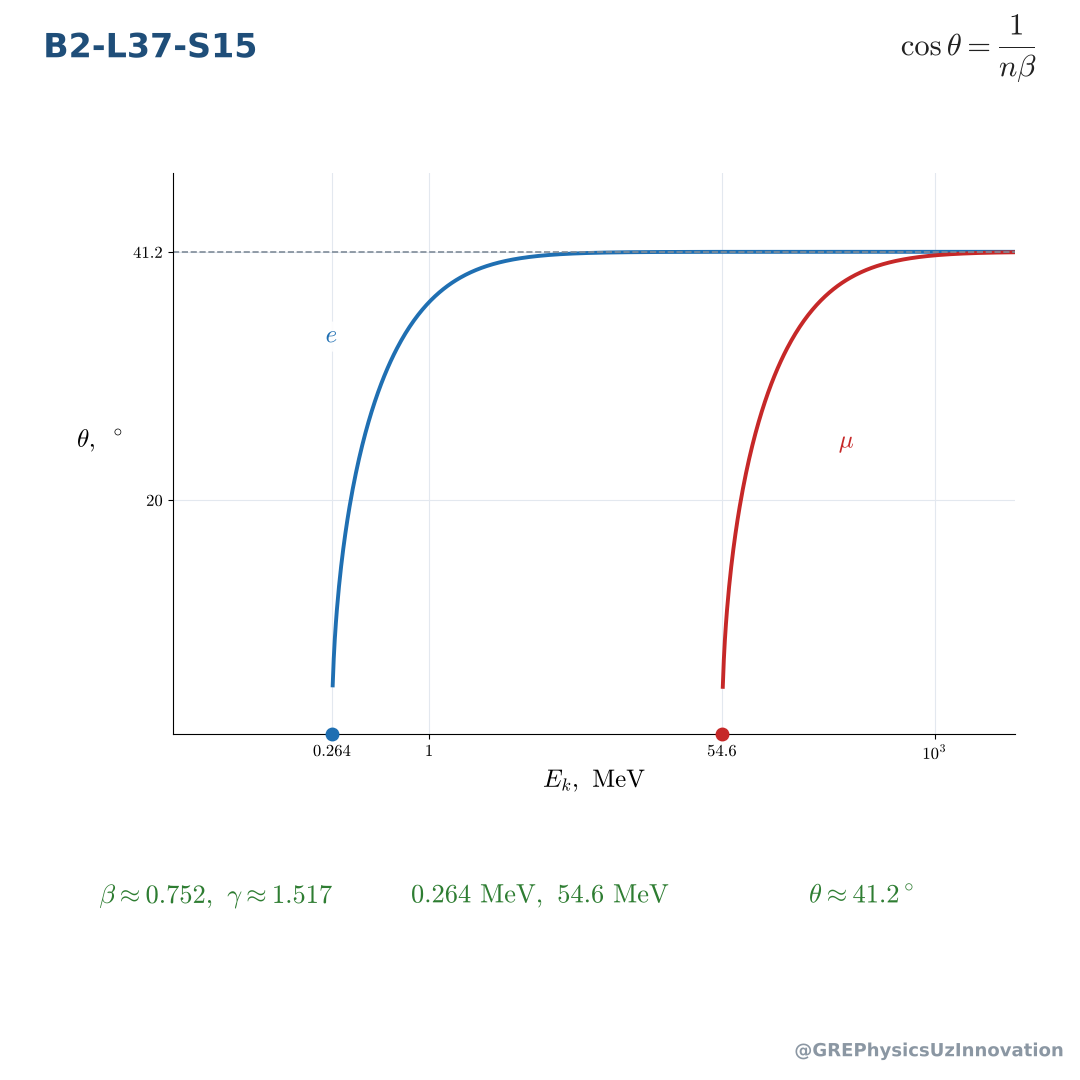 B2-L37-S15
cos θ = 1/(nβ)
41.2
e
θ, °
μ
20
0.264 1 54.6 10³
E_k, MeV
β ≈ 0.752, γ ≈ 1.517 0.264 MeV, 54.6 MeV θ ≈ 41.2°
@GREPhysicsUzInnovation